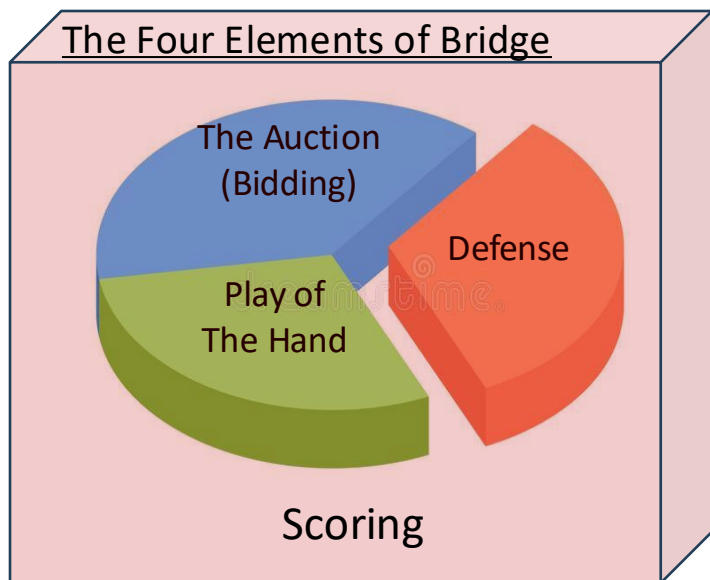 The Four Elements of Bridge
The Auction
(Bidding)
Defense
Play of
The Hand
Scoring